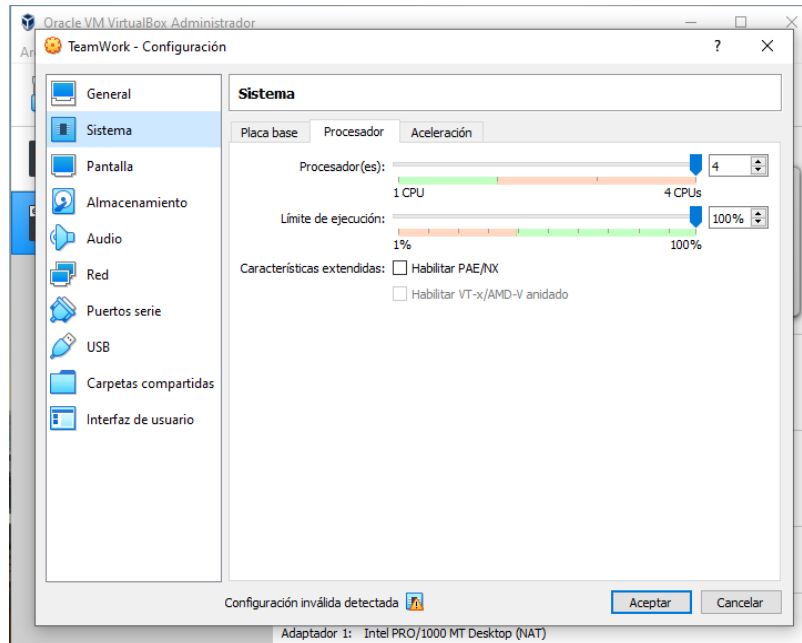 Oracle VM VirtualBox Administrador
TeamWork - Configuración
?
General
Sistema
Pantalla
Almacenamiento
Audio
Red
Puertos serie
USB
Carpetas compartidas
Interfaz de usuario
Sistema
Placa base Procesador Aceleración
Procesador(es): 4
1 CPU 4 CPUs
Límite de ejecución: 100%
1% 100%
Características extendidas: Habilitar PAE/NX
Habilitar VT-x/AMD-V anidado
Configuración inválida detectada Aceptar Cancelar
Adaptador 1: Intel PRO/1000 MT Desktop (NAT)